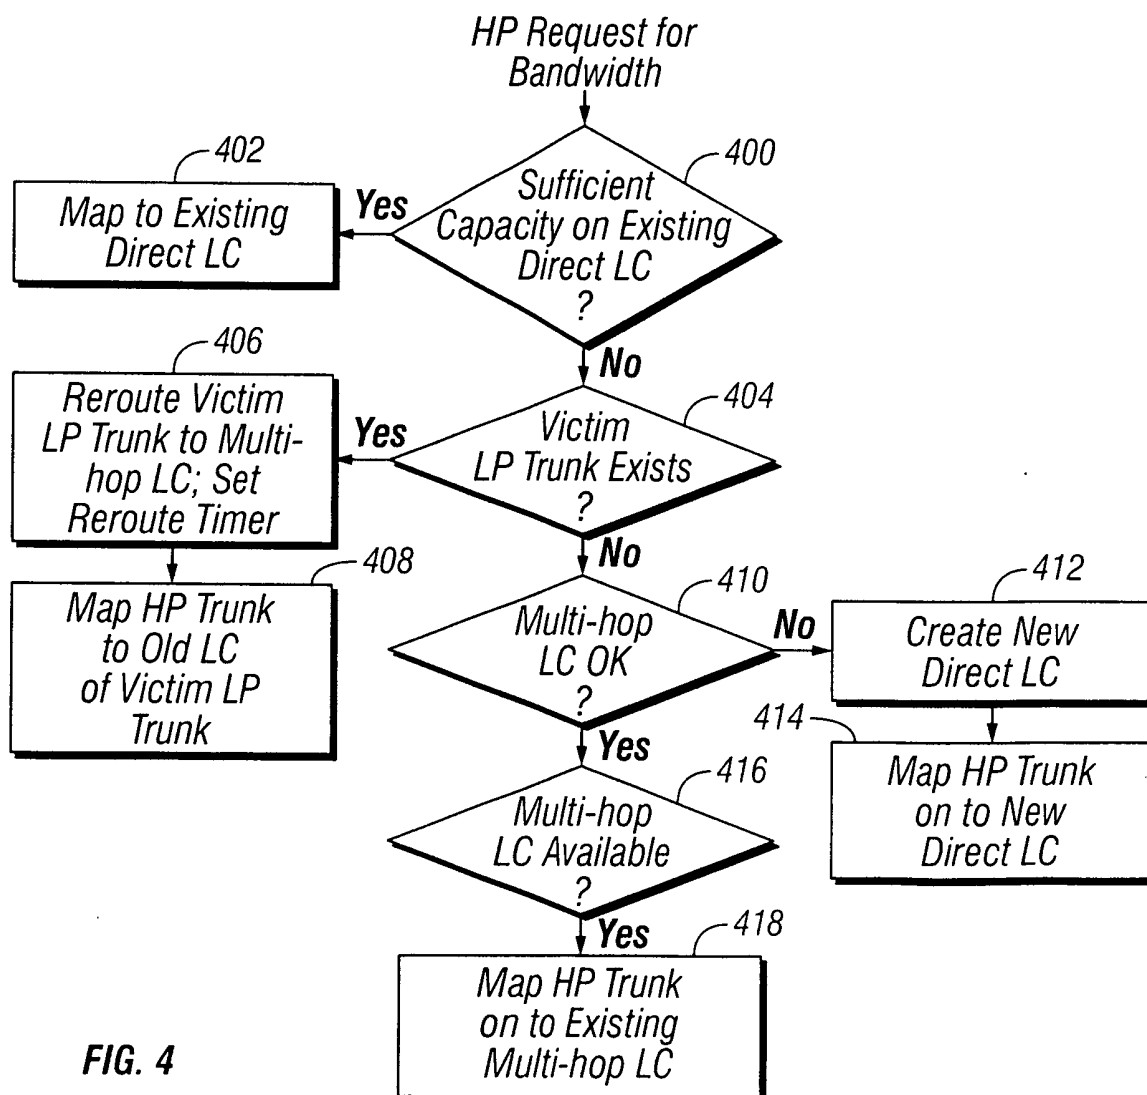 HP Request for
Bandwidth
400
Sufficient
Capacity on Existing
Direct LC
?
Yes
402
Map to Existing
Direct LC
No
404
Victim
LP Trunk Exists
?
Yes
406
Reroute Victim
LP Trunk to Multi-
hop LC; Set
Reroute Timer
408
Map HP Trunk
to Old LC
of Victim LP
Trunk
No
410
Multi-hop
LC OK
?
No
412
Create New
Direct LC
414
Map HP Trunk
on to New
Direct LC
Yes
416
Multi-hop
LC Available
?
Yes
418
Map HP Trunk
on to Existing
Multi-hop LC
FIG. 4